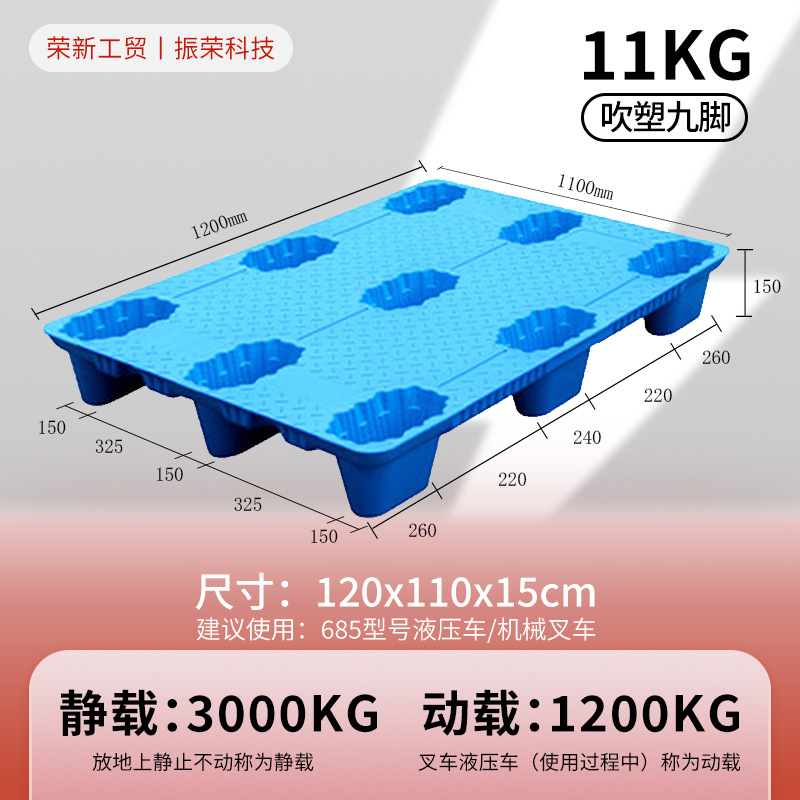 荣新工贸丨振荣科技
11KG
吹塑九脚
1200mm
1100mm
150
260
220
240
220
260
150
325
150
325
150
尺寸：120x110x15cm
建议使用：685型号液压车/机械叉车
静载:3000KG
放地上静止不动称为静载
动载:1200KG
叉车液压车（使用过程中）称为动载